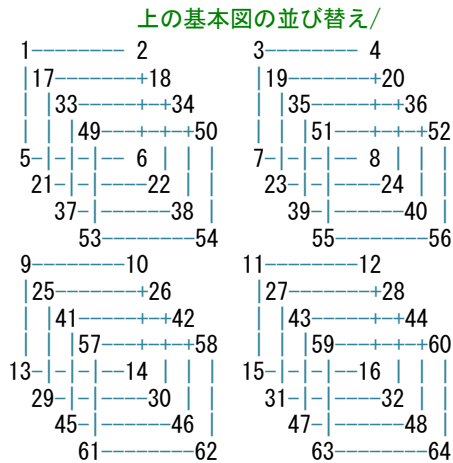 上の基本図の並び替え/
1-------- 2 3-------- 4
|17-------+18 |19-------+20
| |33-----+-+34 | |35-----+-+36
| | |49---+-+-+50 | | |51---+-+-+52
5-|-|-|-- 6 | | | 7-|-|-|-- 8 | | |
21-|-|----22 | | 23-|-|----24 | |
37-|------38 | 39-|------40 |
53--------54 55--------56
9--------10 11--------12
|25-------+26 |27-------+28
| |41-----+-+42 | |43-----+-+44
| | |57---+-+-+58 | | |59---+-+-+60
13-|-|-|--14 | | | 15-|-|-|--16 | | |
29-|-|----30 | | 31-|-|----32 | |
45-|------46 | 47-|------48 |
61--------62 63--------64